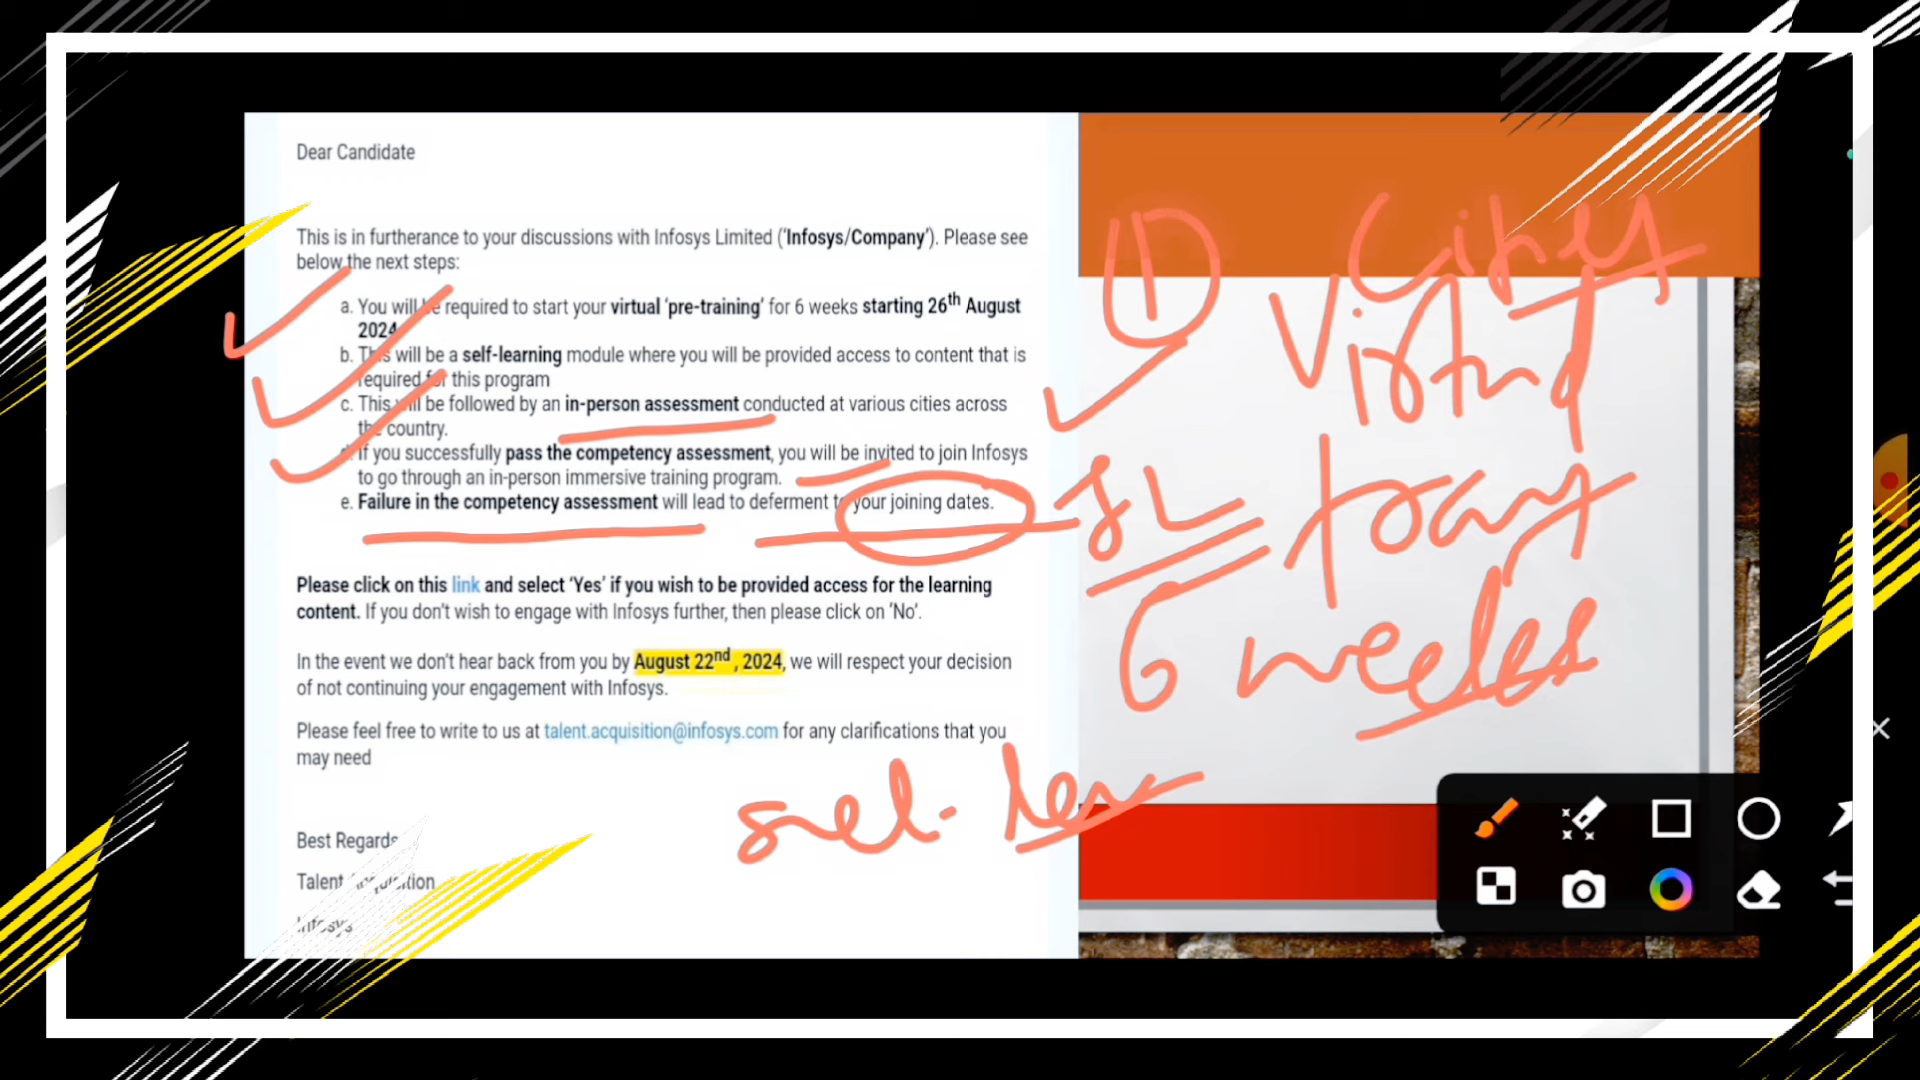 Dear Candidate
This is in furtherance to your discussions with Infosys Limited ('Infosys/Company'). Please see
below the next steps:
a. You will be required to start your virtual 'pre-training' for 6 weeks starting 26th August
2024
b. This will be a self-learning module where you will be provided access to content that is
required for this program
c. This will be followed by an in-person assessment conducted at various cities across
the country.
d. If you successfully pass the competency assessment, you will be invited to join Infosys
to go through an in-person immersive training program.
e. Failure in the competency assessment will lead to deferment to your joining dates.
Please click on this link and select 'Yes' if you wish to be provided access for the learning
content. If you don't wish to engage with Infosys further, then please click on 'No'.
In the event we don't hear back from you by August 22nd , 2024, we will respect your decision
of not continuing your engagement with Infosys.
Please feel free to write to us at talent.acquisition@infosys.com for any clarifications that you
may need
Best Regards
Talent Acquisition
Infosys
1
SL
6 weeks